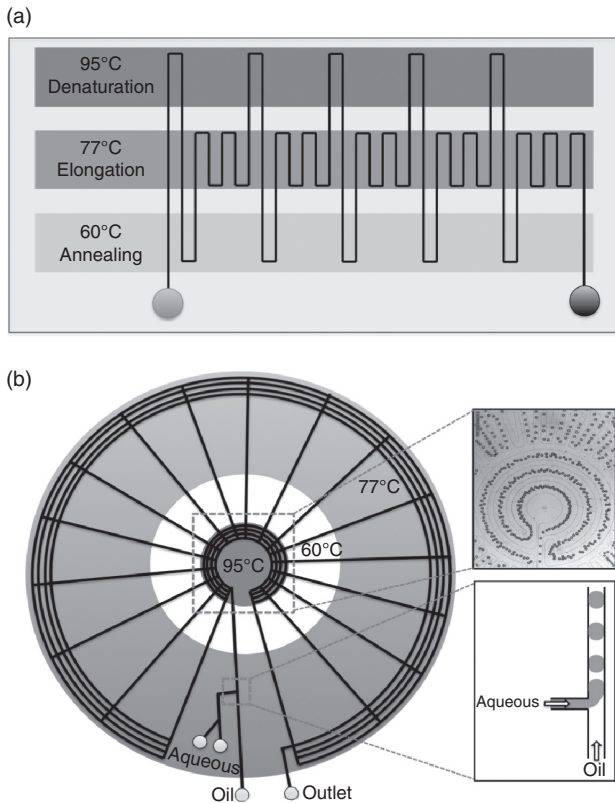 (a)
95°C
Denaturation
77°C
Elongation
60°C
Annealing
(b)
77°C
60°C
95°C
Aqueous
Oil
Outlet
Aqueous
Oil